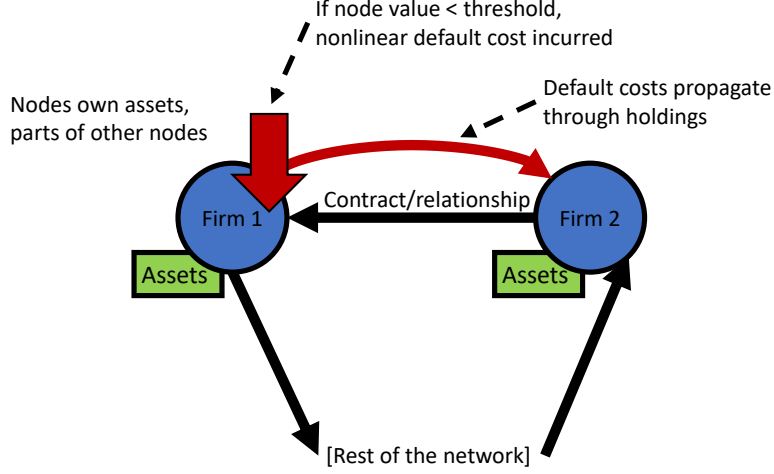 If node value < threshold,
nonlinear default cost incurred
Nodes own assets,
parts of other nodes
Default costs propagate
through holdings
Contract/relationship
Firm 1
Firm 2
Assets
Assets
[Rest of the network]